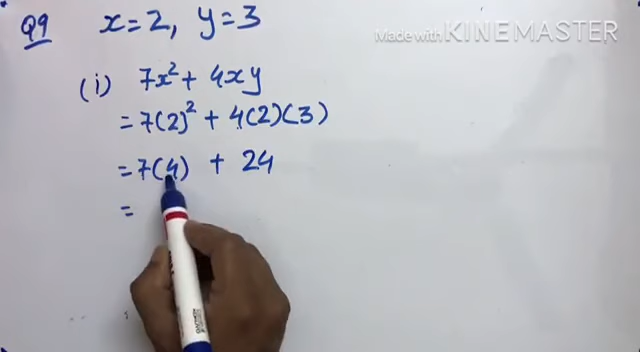 Q9 x=2, y=3
Made with KINEMASTER
(i) 7x²+ 4xy
=7(2)² + 4(2)(3)
=7(4) + 24
=